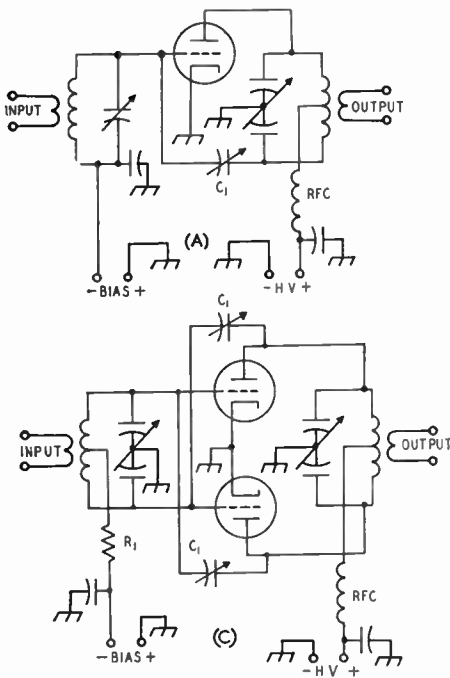 INPUT
OUTPUT
C1
RFC
(A)
-BIAS+
-HV+
C1
INPUT
OUTPUT
R1
C1
RFC
(C)
-BIAS+
-HV+